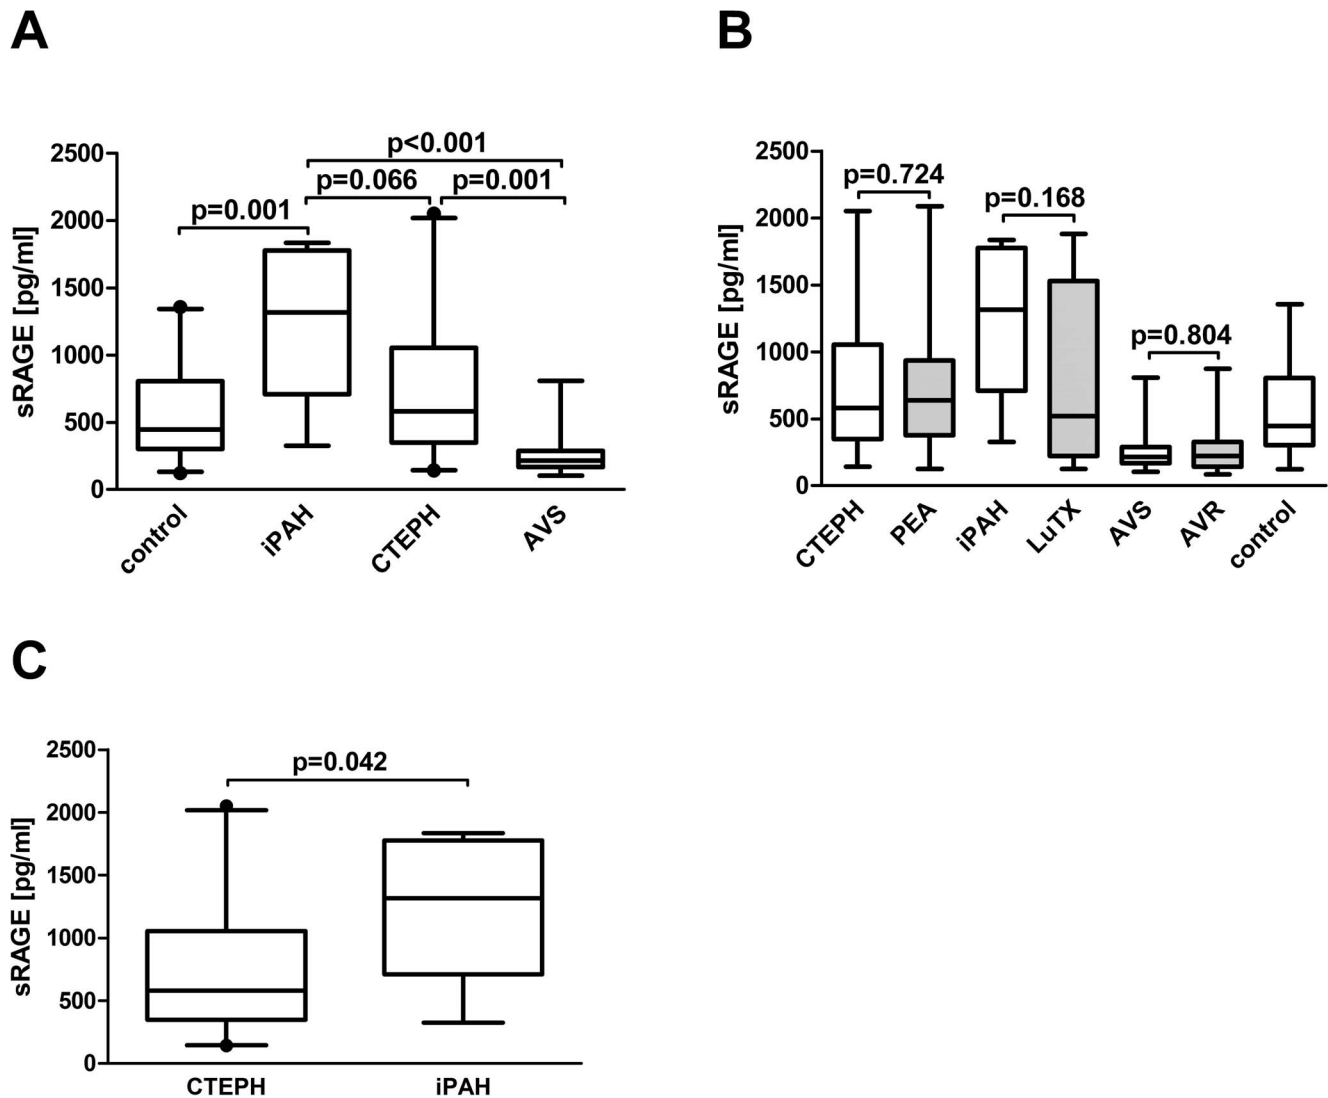 A
sRAGE [pg/ml]
2500
2000
1500
1000
500
0
p<0.001
p=0.066
p=0.001
p=0.001
control
iPAH
CTEPH
AVS
B
sRAGE [pg/ml]
2500
2000
1500
1000
500
0
p=0.724
p=0.168
p=0.804
CTEPH
PEA
iPAH
LuTX
AVS
AVR
control
C
sRAGE [pg/ml]
2500
2000
1500
1000
500
0
p=0.042
CTEPH
iPAH